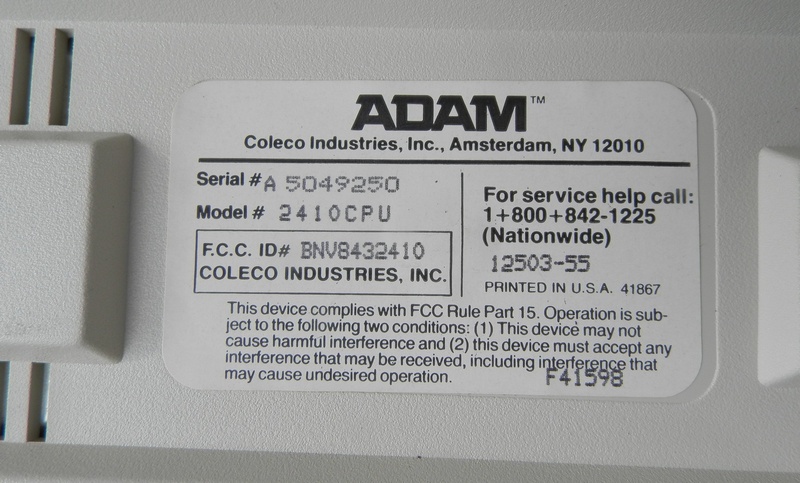 ADAM™
Coleco Industries, Inc., Amsterdam, NY 12010
Serial # A 5049250
Model # 2410CPU
F.C.C. ID# BNV8432410
COLECO INDUSTRIES, INC.
For service help call:
1+800+842-1225
(Nationwide)
12503-55
PRINTED IN U.S.A. 41867
This device complies with FCC Rule Part 15. Operation is sub-
ject to the following two conditions: (1) This device may not
cause harmful interference and (2) this device must accept any
interference that may be received, including interference that
may cause undesired operation.
F41598